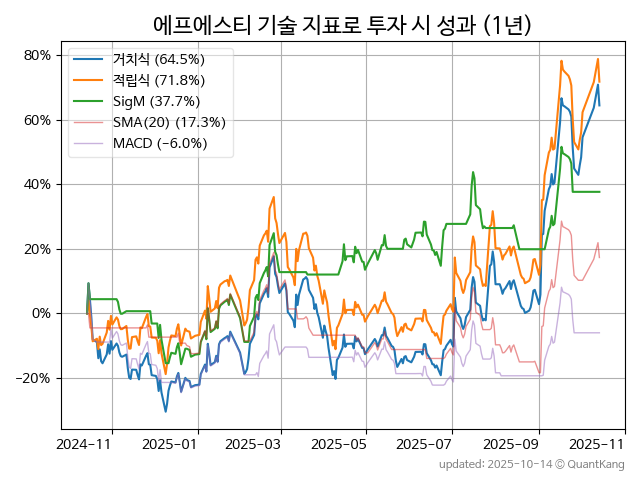 에프에스티 기술 지표로 투자 시 성과 (1년)
80%
60%
40%
20%
0%
−20%
거치식 (64.5%)
적립식 (71.8%)
SigM (37.7%)
SMA(20) (17.3%)
MACD (−6.0%)
2024-11
2025-01
2025-03
2025-05
2025-07
2025-09
2025-11
updated: 2025-10-14 © QuantKang